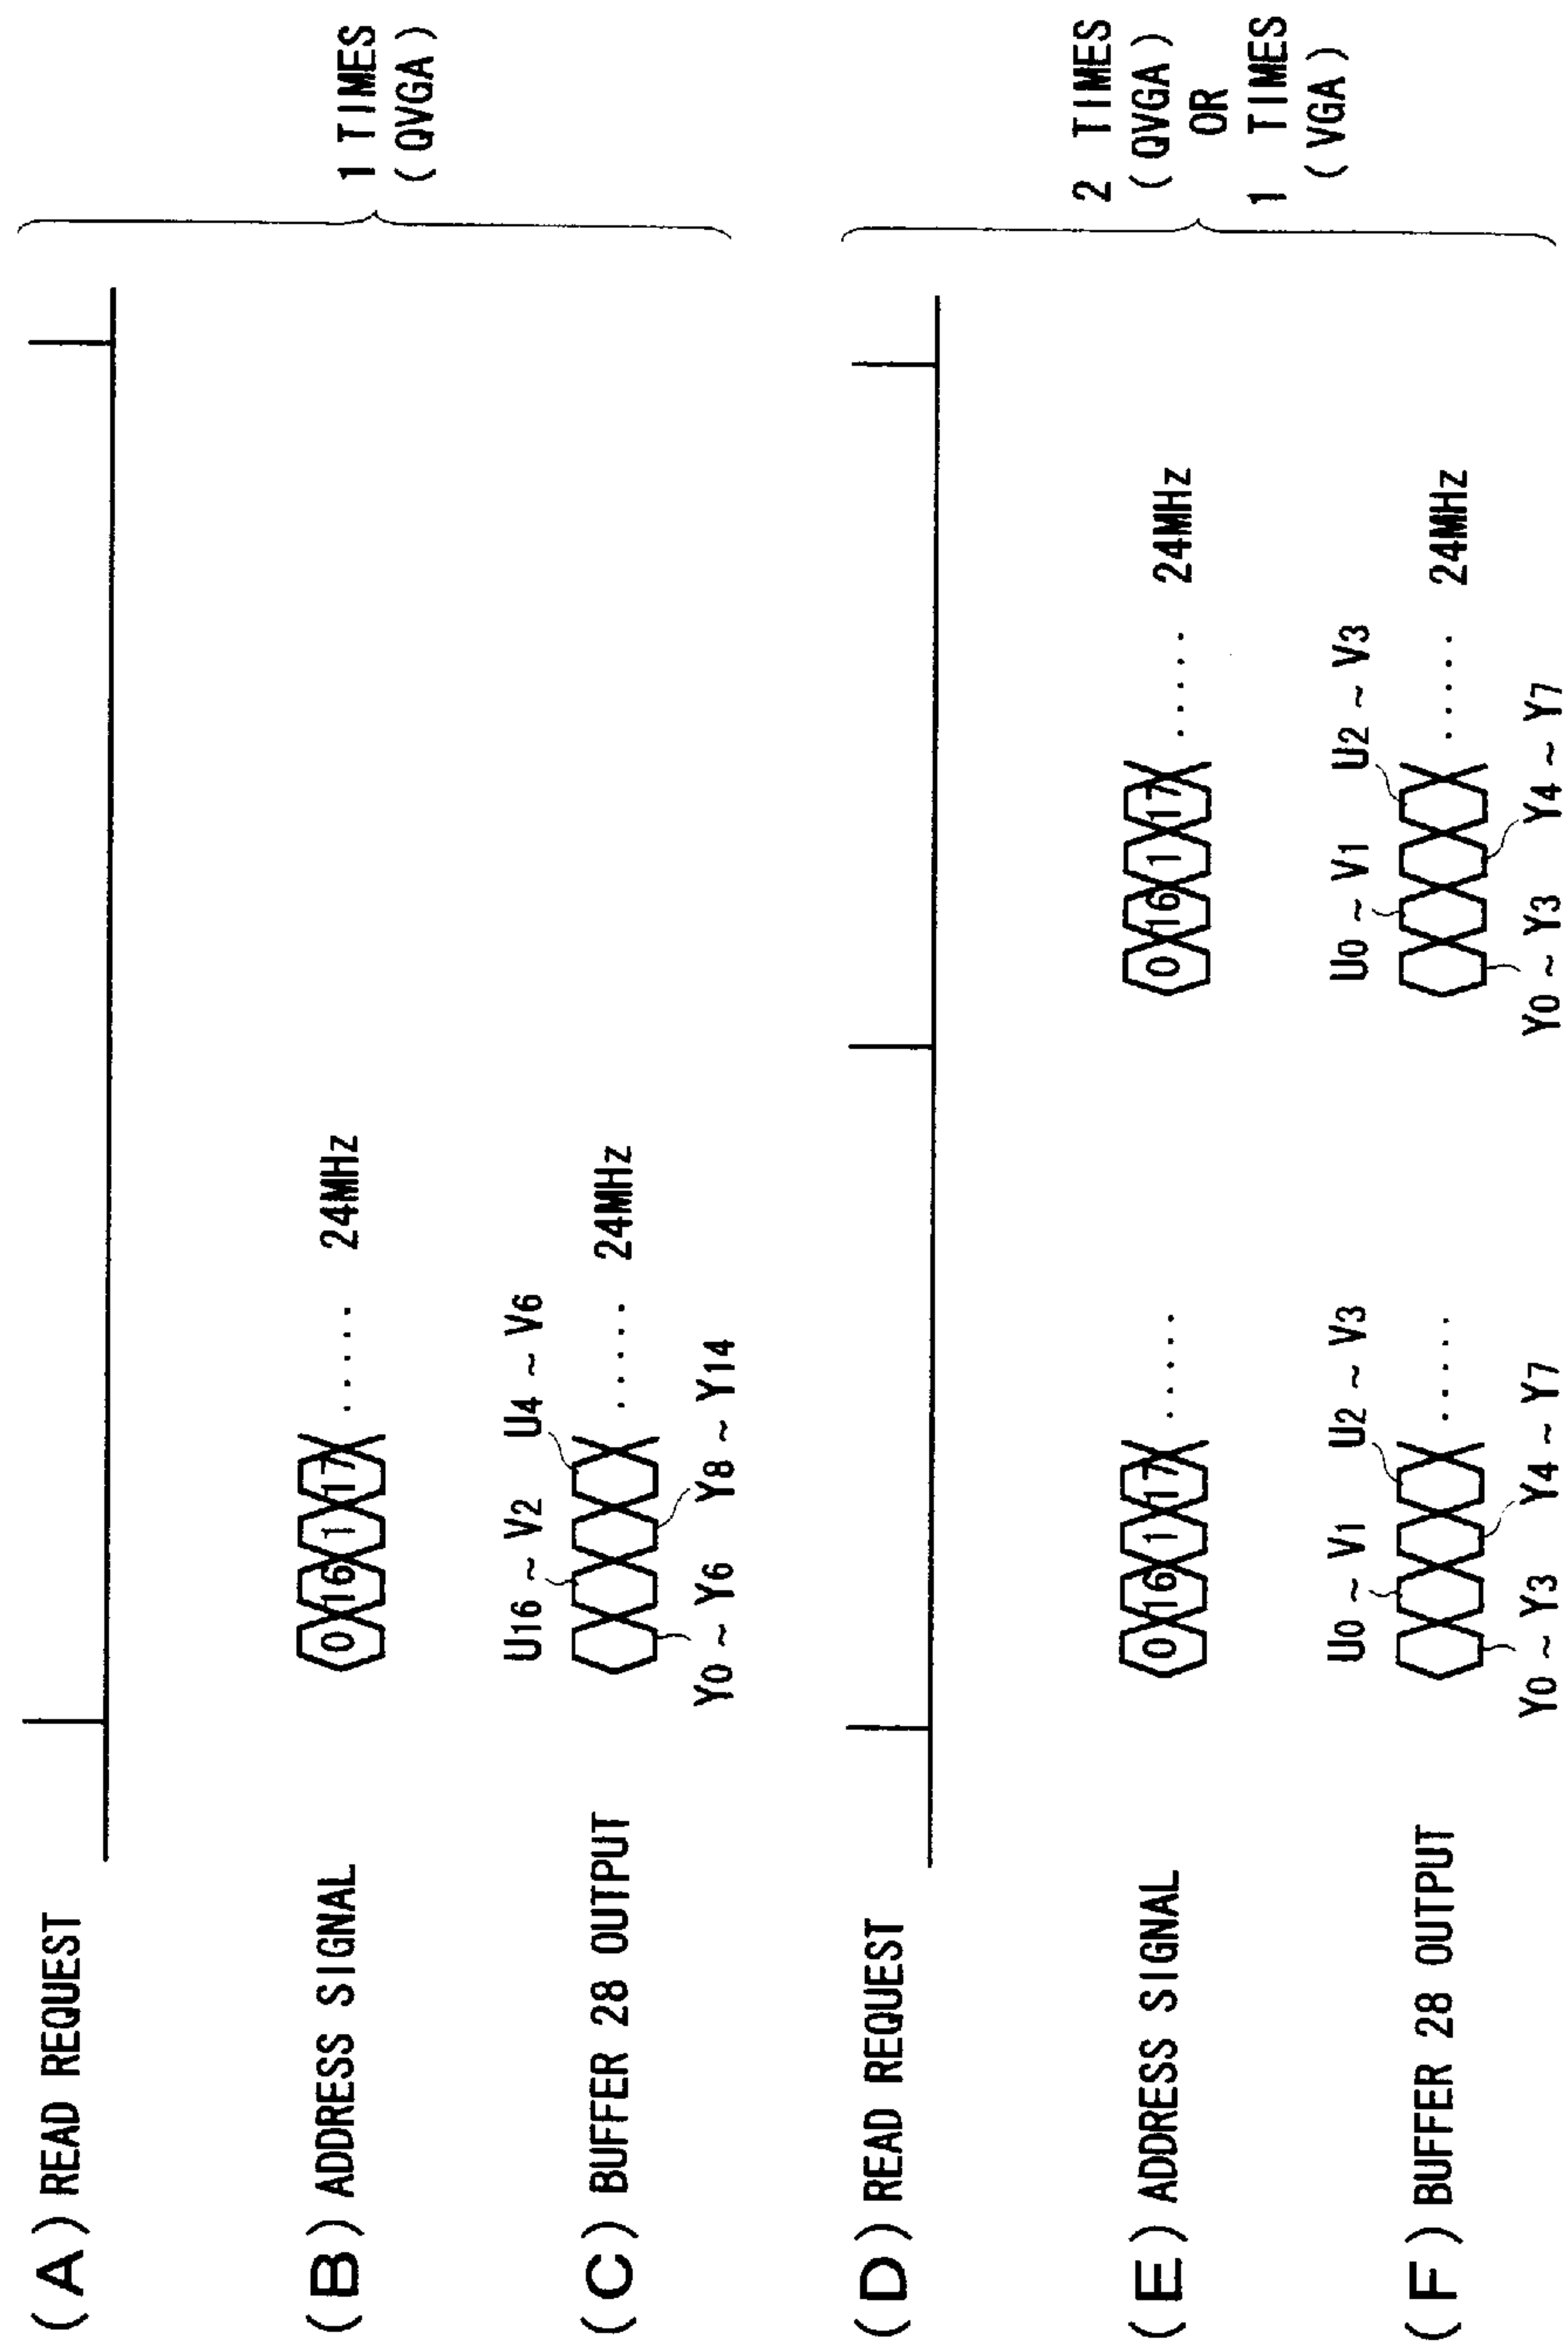 (A) READ REQUEST
1 TIMES
(QVGA)
(B) ADDRESS SIGNAL
0 16 1 17 ..... 24MHz
U16 ~ V2 U4 ~ V6
(C) BUFFER 28 OUTPUT
..... 24MHz
Y0 ~ Y6 Y8 ~ Y14
(D) READ REQUEST
2 TIMES
(QVGA)
OR
1 TIMES
(VGA)
(E) ADDRESS SIGNAL
0 16 1 17 ..... 0 16 1 17 ..... 24MHz
U0 ~ V1 U2 ~ V3 U0 ~ V1 U2 ~ V3
(F) BUFFER 28 OUTPUT
..... ..... 24MHz
Y0 ~ Y3 Y4 ~ Y7 Y0 ~ Y3 Y4 ~ Y7